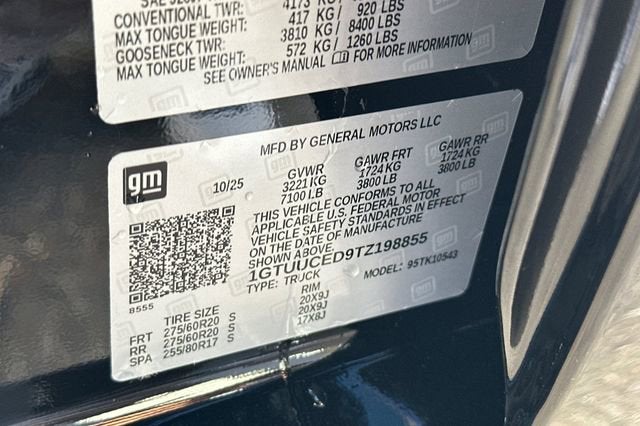 4173 KG
CONVENTIONAL TWR: 417 KG / 920 LBS
MAX TONGUE WEIGHT: 3810 KG / 8400 LBS
GOOSENECK TWR: 572 KG / 1260 LBS
MAX TONGUE WEIGHT:
SEE OWNER'S MANUAL gm FOR MORE INFORMATION
MFD BY GENERAL MOTORS LLC
gm 10/25
GVWR GAWR FRT GAWR RR
3221 KG 1724 KG 1724 KG
7100 LB 3800 LB 3800 LB
THIS VEHICLE CONFORMS TO ALL
APPLICABLE U.S. FEDERAL MOTOR
VEHICLE SAFETY STANDARDS IN EFFECT
ON THE DATE OF MANUFACTURE
SHOWN ABOVE.
1GTUUCED9TZ198855
TYPE: TRUCK MODEL: 95TK10543
8555
TIRE SIZE RIM
FRT 275/60R20 S 20X9J
RR 275/60R20 S 20X9J
SPA 255/80R17 S 17X8J